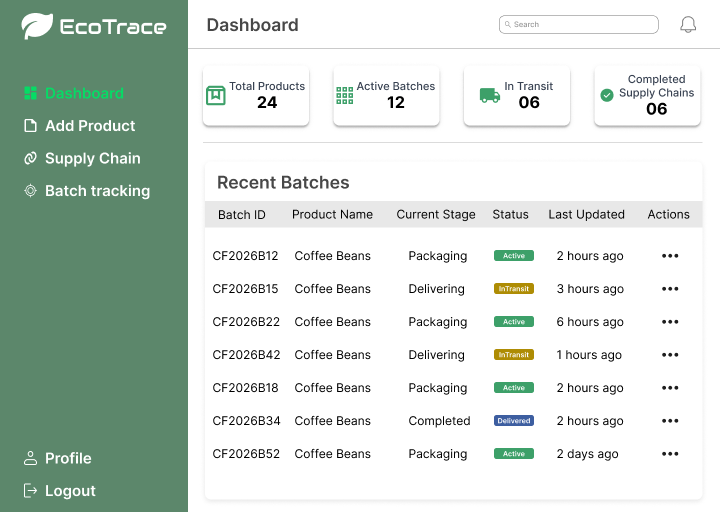 EcoTrace
Dashboard
Add Product
Supply Chain
Batch tracking
Profile
Logout
Dashboard
Search
Total Products
24
Active Batches
12
In Transit
06
Completed
Supply Chains
06
Recent Batches
Batch ID Product Name Current Stage Status Last Updated Actions
CF2026B12 Coffee Beans Packaging Active 2 hours ago
CF2026B15 Coffee Beans Delivering InTransit 3 hours ago
CF2026B22 Coffee Beans Packaging Active 6 hours ago
CF2026B42 Coffee Beans Delivering InTransit 1 hours ago
CF2026B18 Coffee Beans Packaging Active 2 hours ago
CF2026B34 Coffee Beans Completed Delivered 2 hours ago
CF2026B52 Coffee Beans Packaging Active 2 days ago